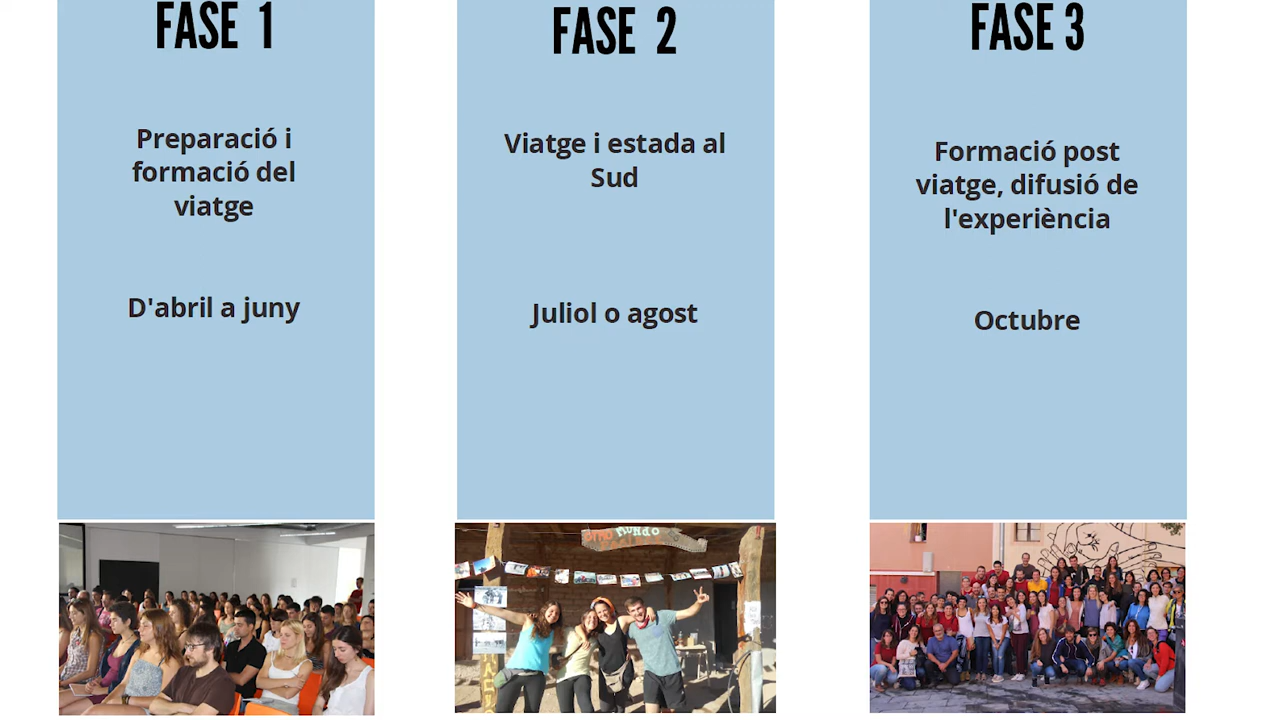 FASE 1
Preparació i
formació del
viatge
D'abril a juny
FASE 2
Viatge i estada al
Sud
Juliol o agost
FASE 3
Formació post
viatge, difusió de
l'experiència
Octubre
MUNDO